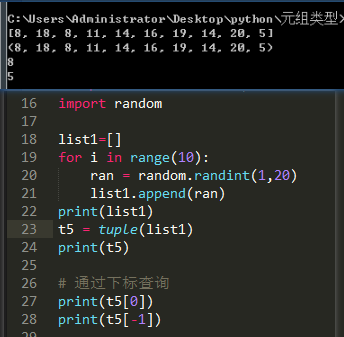 C:\Users\Administrator\Desktop\python\元组类型>
[8, 18, 8, 11, 14, 16, 19, 14, 20, 5]
(8, 18, 8, 11, 14, 16, 19, 14, 20, 5)
8
5
16 import random
17
18 list1=[]
19 for i in range(10):
20     ran = random.randint(1,20)
21     list1.append(ran)
22 print(list1)
23 t5 = tuple(list1)
24 print(t5)
25
26 # 通过下标查询
27 print(t5[0])
28 print(t5[-1])